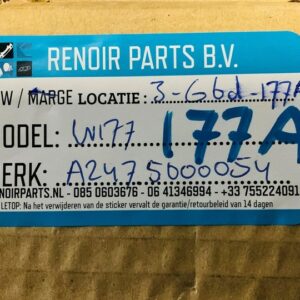 RENOIR PARTS B.V.
W / MARGE LOCATIE : 3-G6d-177A
ODEL: W177 177A
ERK: A2475000054
NOIRPARTS.NL - 085 0603676 - 06 41346994 - +33 755224091
LETOP: Na het verwijderen van de sticker vervalt de garantie/retourbeleid van 14 dagen